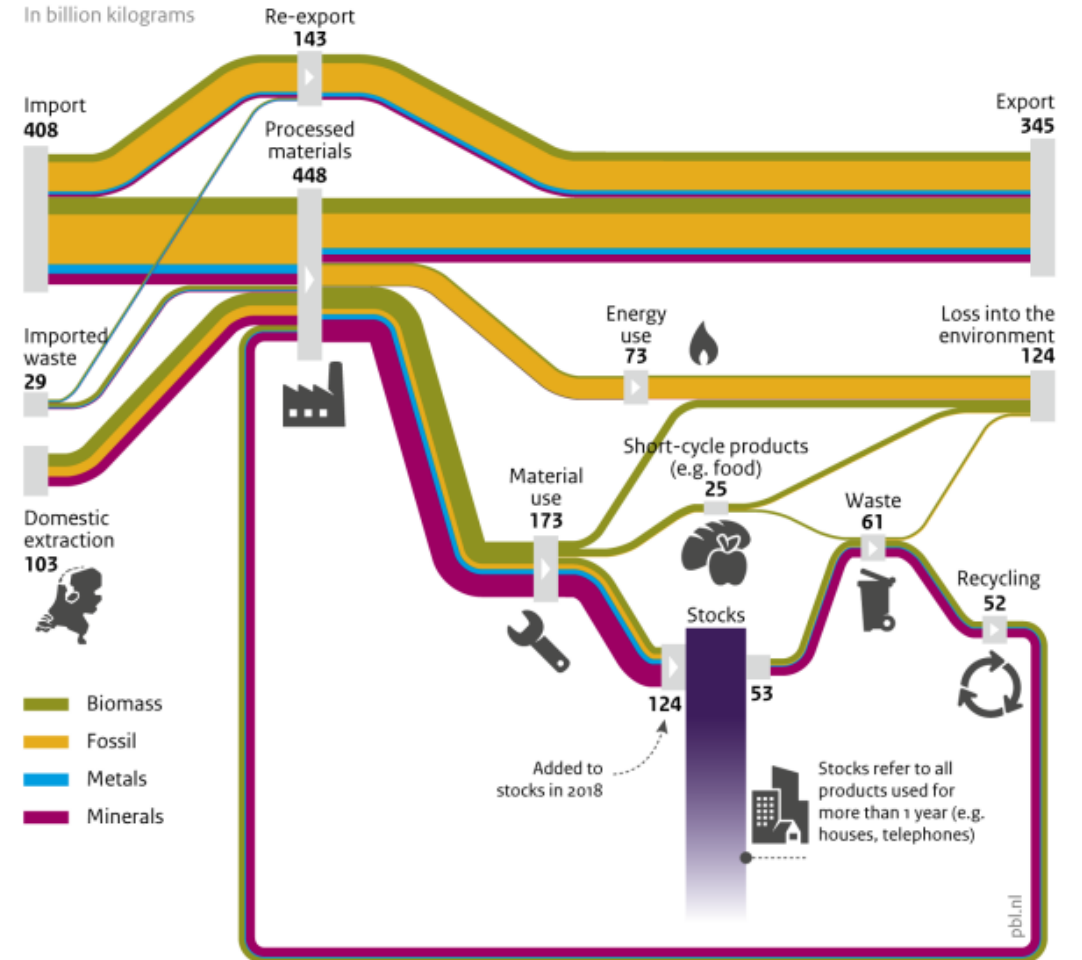 In billion kilograms
Re-export
143
Import
408
Processed
materials
448
Export
345
Imported
waste
29
Energy
use
73
Loss into the
environment
124
Short-cycle products
(e.g. food)
25
Material
use
173
Waste
61
Domestic
extraction
103
Recycling
52
Stocks
124
53
Biomass
Fossil
Metals
Minerals
Added to
stocks in 2018
Stocks refer to all
products used for
more than 1 year (e.g.
houses, telephones)
pbl.nl